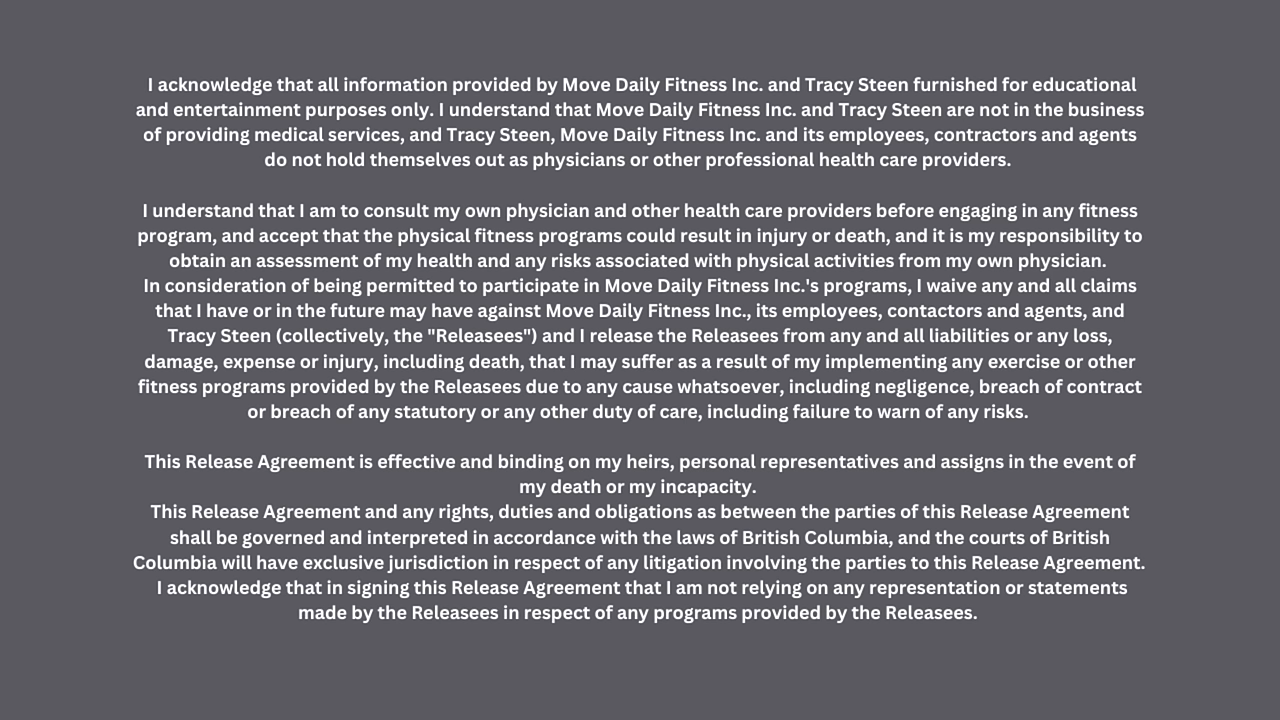 I acknowledge that all information provided by Move Daily Fitness Inc. and Tracy Steen furnished for educational
and entertainment purposes only. I understand that Move Daily Fitness Inc. and Tracy Steen are not in the business
of providing medical services, and Tracy Steen, Move Daily Fitness Inc. and its employees, contractors and agents
do not hold themselves out as physicians or other professional health care providers.
I understand that I am to consult my own physician and other health care providers before engaging in any fitness
program, and accept that the physical fitness programs could result in injury or death, and it is my responsibility to
obtain an assessment of my health and any risks associated with physical activities from my own physician.
In consideration of being permitted to participate in Move Daily Fitness Inc.'s programs, I waive any and all claims
that I have or in the future may have against Move Daily Fitness Inc., its employees, contactors and agents, and
Tracy Steen (collectively, the "Releasees") and I release the Releasees from any and all liabilities or any loss,
damage, expense or injury, including death, that I may suffer as a result of my implementing any exercise or other
fitness programs provided by the Releasees due to any cause whatsoever, including negligence, breach of contract
or breach of any statutory or any other duty of care, including failure to warn of any risks.
This Release Agreement is effective and binding on my heirs, personal representatives and assigns in the event of
my death or my incapacity.
This Release Agreement and any rights, duties and obligations as between the parties of this Release Agreement
shall be governed and interpreted in accordance with the laws of British Columbia, and the courts of British
Columbia will have exclusive jurisdiction in respect of any litigation involving the parties to this Release Agreement.
I acknowledge that in signing this Release Agreement that I am not relying on any representation or statements
made by the Releasees in respect of any programs provided by the Releasees.